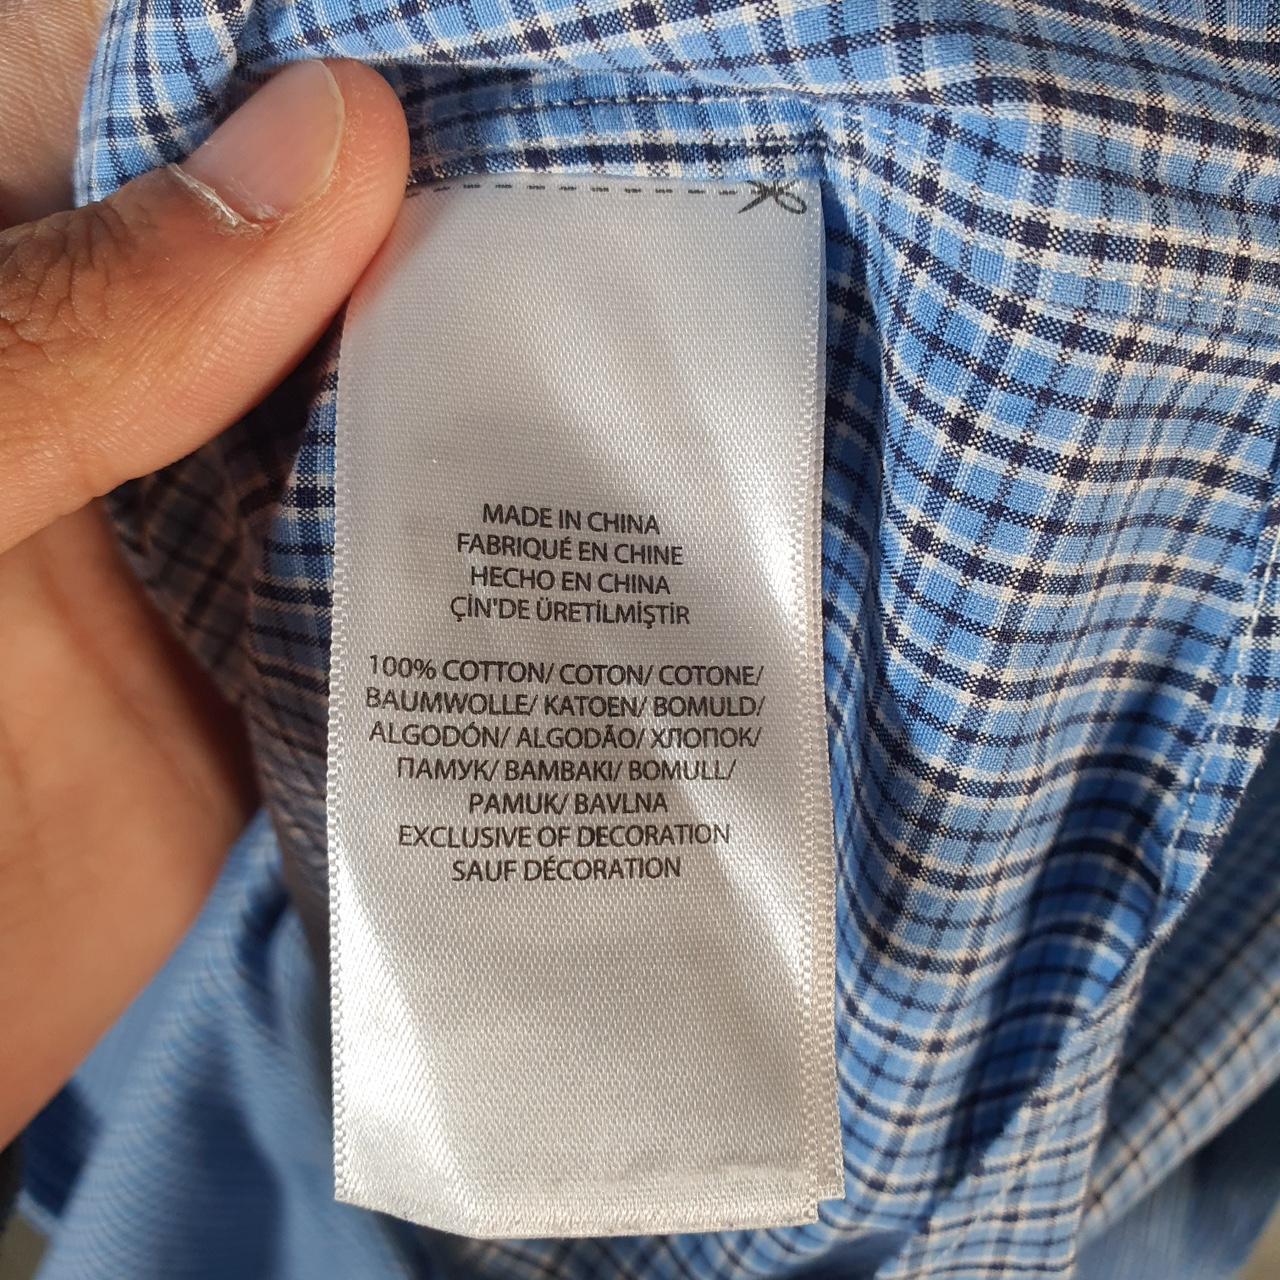 MADE IN CHINA
FABRIQUÉ EN CHINE
HECHO EN CHINA
ÇİN'DE ÜRETİLMİŞTİR
100% COTTON/ COTON/ COTONE/
BAUMWOLLE/ KATOEN/ BOMULD/
ALGODÓN/ ALGODÃO/ ХЛОПОК/
ПАМУК/ BAMBAKI/ BOMULL/
PAMUK/ BAVLNA
EXCLUSIVE OF DECORATION
SAUF DÉCORATION